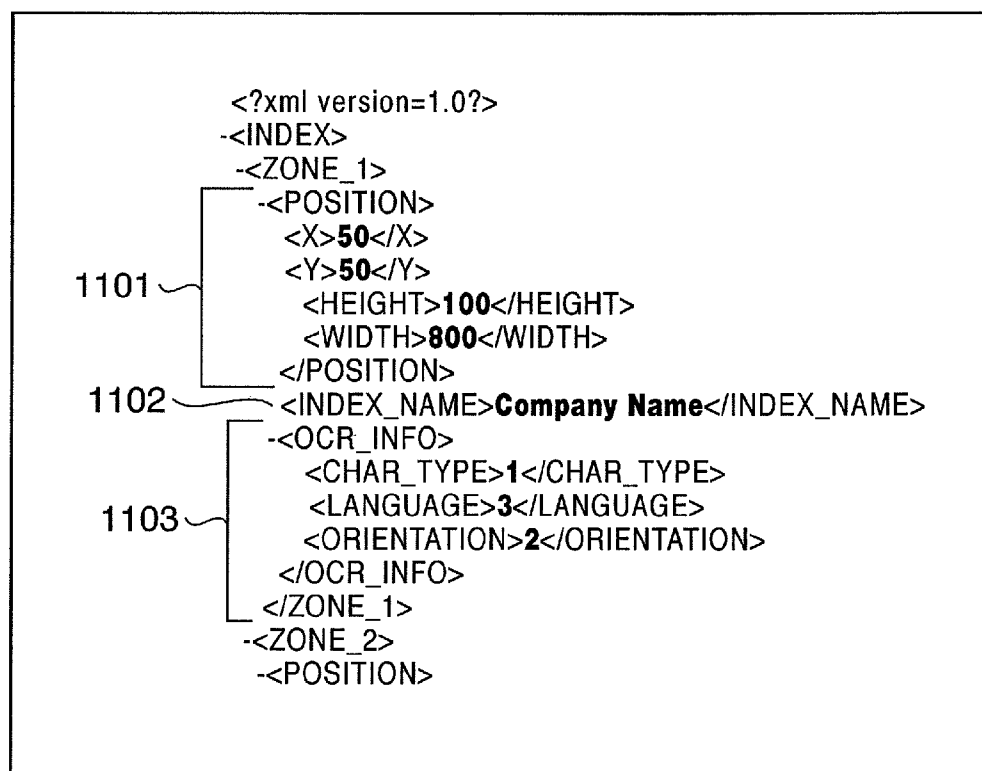 <?xml version=1.0?>
-<INDEX>
-<ZONE_1>
-<POSITION>
<X>50</X>
<Y>50</Y>
1101
<HEIGHT>100</HEIGHT>
<WIDTH>800</WIDTH>
</POSITION>
1102 <INDEX_NAME>Company Name</INDEX_NAME>
-<OCR_INFO>
<CHAR_TYPE>1</CHAR_TYPE>
<LANGUAGE>3</LANGUAGE>
1103
<ORIENTATION>2</ORIENTATION>
</OCR_INFO>
</ZONE_1>
-<ZONE_2>
-<POSITION>